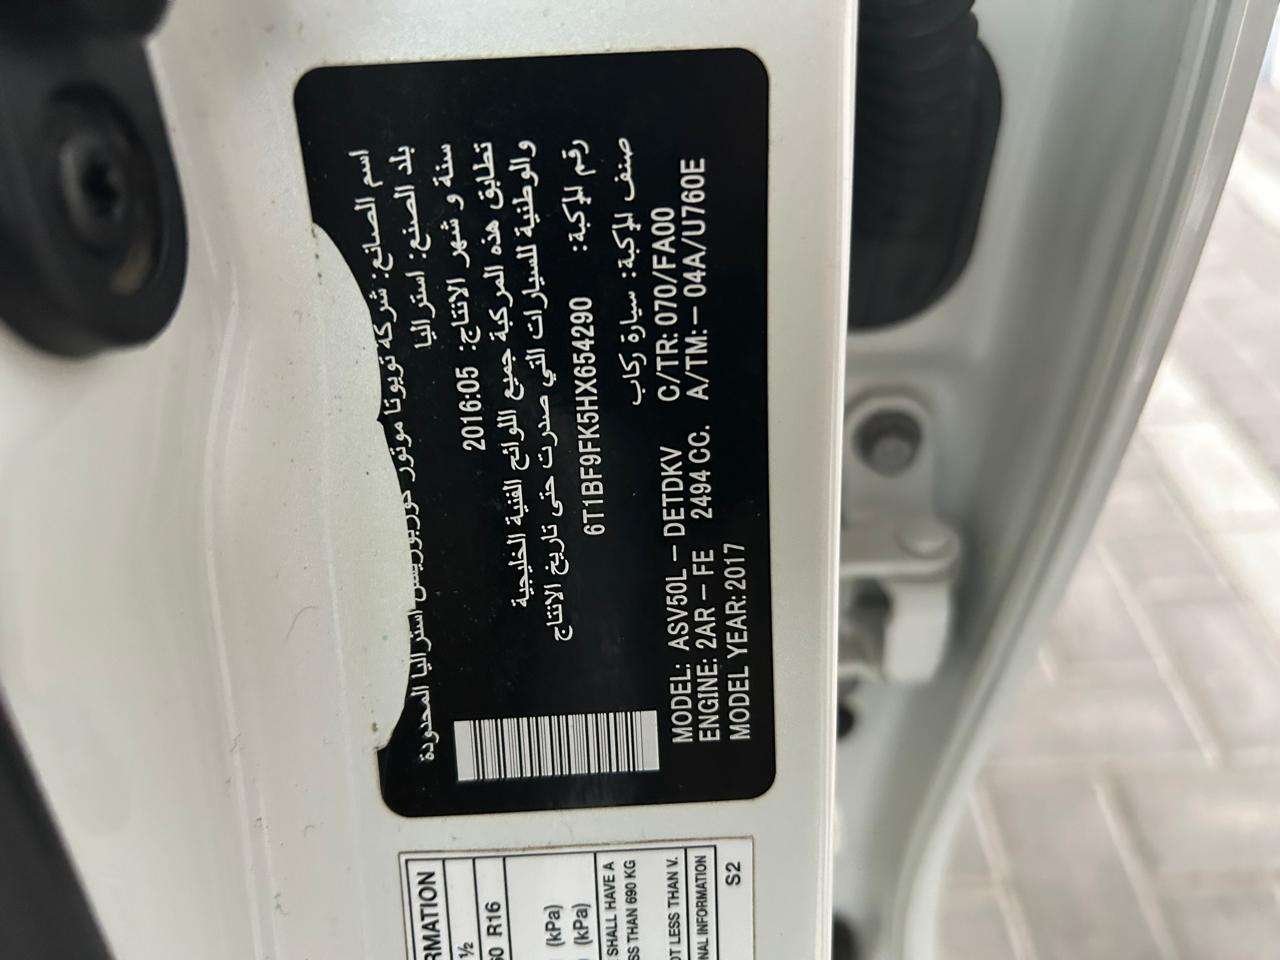 اسم الصانع: شركة تويوتا موتور كوربوريشن استراليا المحدودة
بلد الصنع: استراليا
سنة و شهر الانتاج: 2016:05
تطابق هذه المركبة جميع اللوائح الفنية الخليجية
والوطنية للسيارات التي صدرت حتى تاريخ الانتاج
رقم المركبة: 6T1BF9FK5HX654290
صنف المركبة: سيارة ركاب
MODEL: ASV50L – DETDKV C/TR: 070/FA00
ENGINE: 2AR – FE 2494 CC. A/TM: – 04A/U760E
MODEL YEAR: 2017
RMATION
½
60 R16
(kPa)
(kPa)
SHALL HAVE A
SS THAN 690 KG
OT LESS THAN V.
NAL INFORMATION
S2